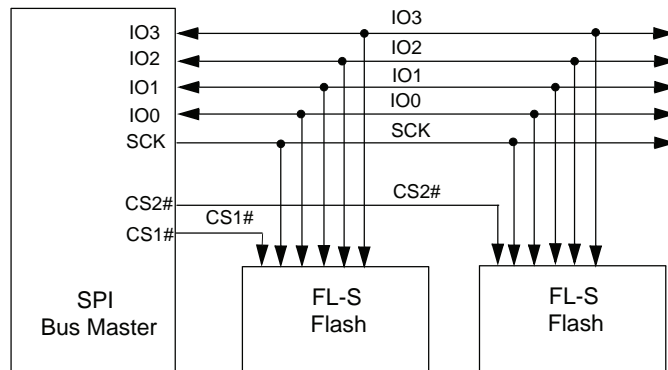 IO3
IO3
IO2
IO2
IO1
IO1
IO0
IO0
SCK
SCK
CS2#
CS2#
CS1#
CS1#
SPI
Bus Master
FL-S
Flash
FL-S
Flash